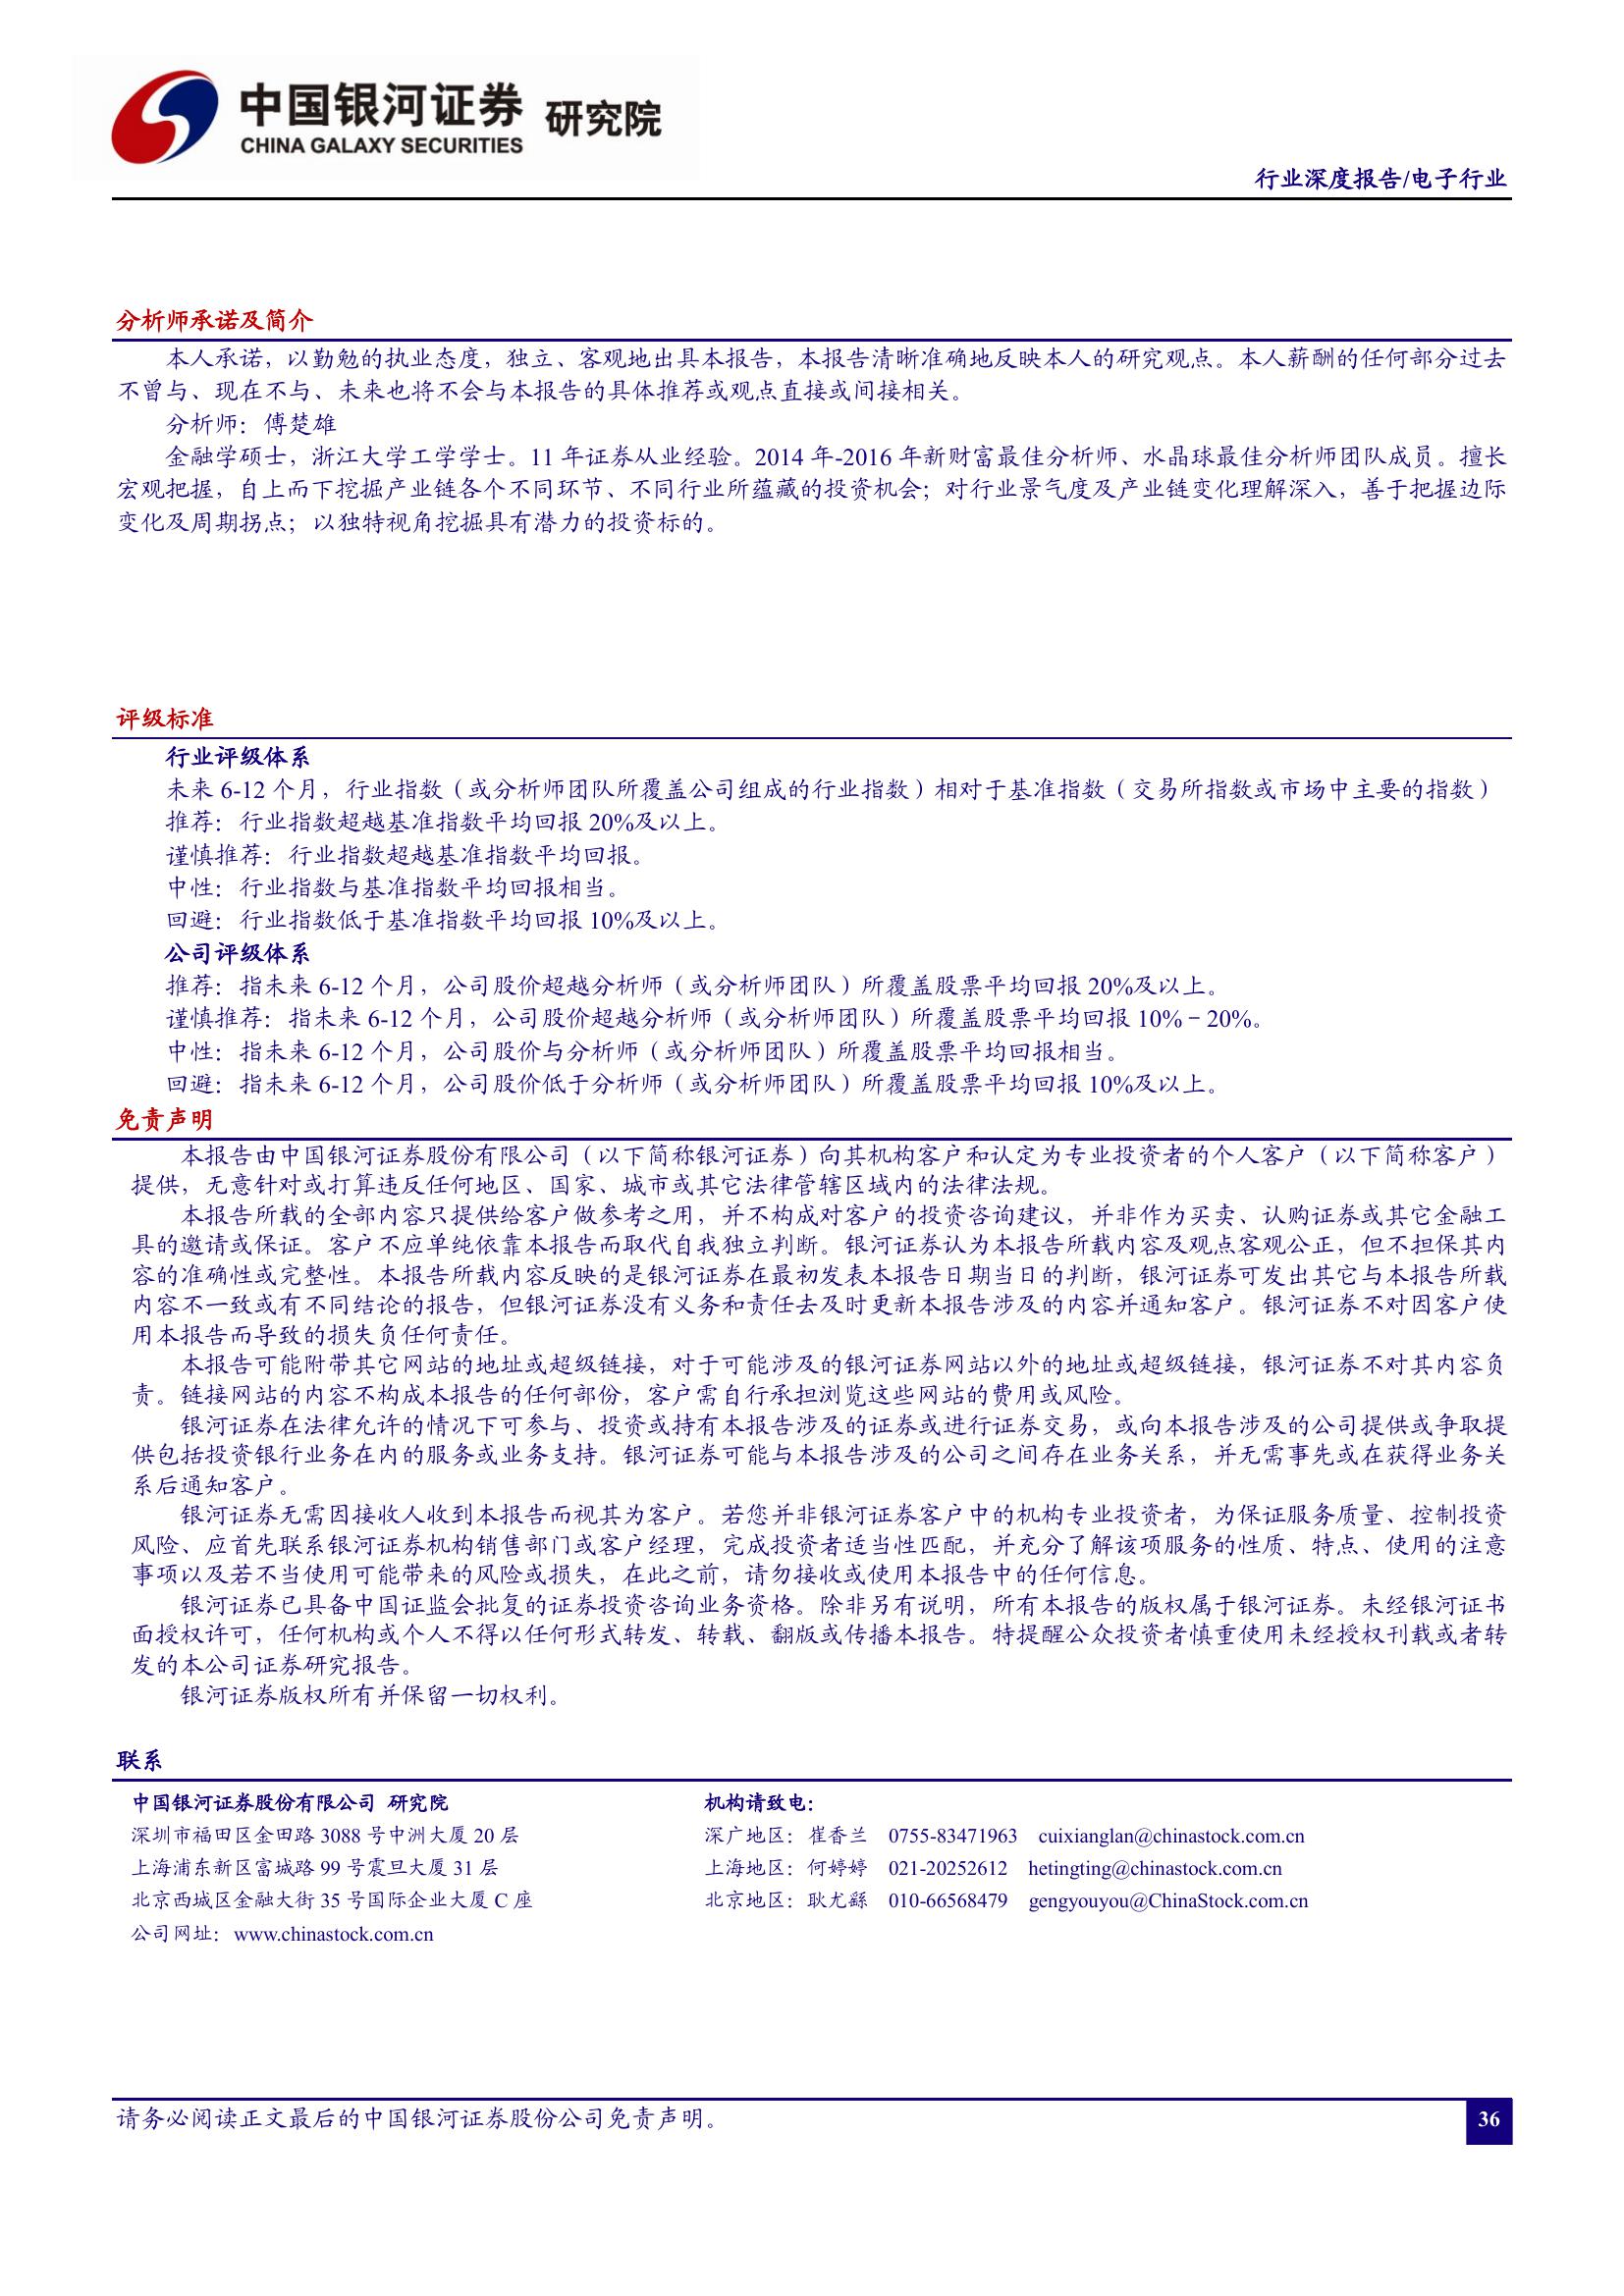 中国银河证券 研究院
CHINA GALAXY SECURITIES
行业深度报告/电子行业
分析师承诺及简介
本人承诺，以勤勉的执业态度，独立、客观地出具本报告，本报告清晰准确地反映本人的研究观点。本人薪酬的任何部分过去
不曾与、现在不与、未来也将不会与本报告的具体推荐或观点直接或间接相关。
分析师：傅楚雄
金融学硕士，浙江大学工学学士。11 年证券从业经验。2014 年-2016 年新财富最佳分析师、水晶球最佳分析师团队成员。擅长
宏观把握，自上而下挖掘产业链各个不同环节、不同行业所蕴藏的投资机会；对行业景气度及产业链变化理解深入，善于把握边际
变化及周期拐点；以独特视角挖掘具有潜力的投资标的。
评级标准
行业评级体系
未来 6-12 个月，行业指数（或分析师团队所覆盖公司组成的行业指数）相对于基准指数（交易所指数或市场中主要的指数）
推荐：行业指数超越基准指数平均回报 20%及以上。
谨慎推荐：行业指数超越基准指数平均回报。
中性：行业指数与基准指数平均回报相当。
回避：行业指数低于基准指数平均回报 10%及以上。
公司评级体系
推荐：指未来 6-12 个月，公司股价超越分析师（或分析师团队）所覆盖股票平均回报 20%及以上。
谨慎推荐：指未来 6-12 个月，公司股价超越分析师（或分析师团队）所覆盖股票平均回报 10%－20%。
中性：指未来 6-12 个月，公司股价与分析师（或分析师团队）所覆盖股票平均回报相当。
回避：指未来 6-12 个月，公司股价低于分析师（或分析师团队）所覆盖股票平均回报 10%及以上。
免责声明
本报告由中国银河证券股份有限公司（以下简称银河证券）向其机构客户和认定为专业投资者的个人客户（以下简称客户）
提供，无意针对或打算违反任何地区、国家、城市或其它法律管辖区域内的法律法规。
本报告所载的全部内容只提供给客户做参考之用，并不构成对客户的投资咨询建议，并非作为买卖、认购证券或其它金融工
具的邀请或保证。客户不应单纯依靠本报告而取代自我独立判断。银河证券认为本报告所载内容及观点客观公正，但不担保其内
容的准确性或完整性。本报告所载内容反映的是银河证券在最初发表本报告日期当日的判断，银河证券可发出其它与本报告所载
内容不一致或有不同结论的报告，但银河证券没有义务和责任去及时更新本报告涉及的内容并通知客户。银河证券不对因客户使
用本报告而导致的损失负任何责任。
本报告可能附带其它网站的地址或超级链接，对于可能涉及的银河证券网站以外的地址或超级链接，银河证券不对其内容负
责。链接网站的内容不构成本报告的任何部份，客户需自行承担浏览这些网站的费用或风险。
银河证券在法律允许的情况下可参与、投资或持有本报告涉及的证券或进行证券交易，或向本报告涉及的公司提供或争取提
供包括投资银行业务在内的服务或业务支持。银河证券可能与本报告涉及的公司之间存在业务关系，并无需事先或在获得业务关
系后通知客户。
银河证券无需因接收人收到本报告而视其为客户。若您并非银河证券客户中的机构专业投资者，为保证服务质量、控制投资
风险、应首先联系银河证券机构销售部门或客户经理，完成投资者适当性匹配，并充分了解该项服务的性质、特点、使用的注意
事项以及若不当使用可能带来的风险或损失，在此之前，请勿接收或使用本报告中的任何信息。
银河证券已具备中国证监会批复的证券投资咨询业务资格。除非另有说明，所有本报告的版权属于银河证券。未经银河证书
面授权许可，任何机构或个人不得以任何形式转发、转载、翻版或传播本报告。特提醒公众投资者慎重使用未经授权刊载或者转
发的本公司证券研究报告。
银河证券版权所有并保留一切权利。
联系
中国银河证券股份有限公司 研究院 机构请致电：
深圳市福田区金田路 3088 号中洲大厦 20 层 深广地区：崔香兰 0755-83471963 cuixianglan@chinastock.com.cn
上海浦东新区富城路 99 号震旦大厦 31 层 上海地区：何婷婷 021-20252612 hetingting@chinastock.com.cn
北京西城区金融大街 35 号国际企业大厦 C 座 北京地区：耿尤繇 010-66568479 gengyouyou@ChinaStock.com.cn
公司网址：www.chinastock.com.cn
请务必阅读正文最后的中国银河证券股份公司免责声明。 36